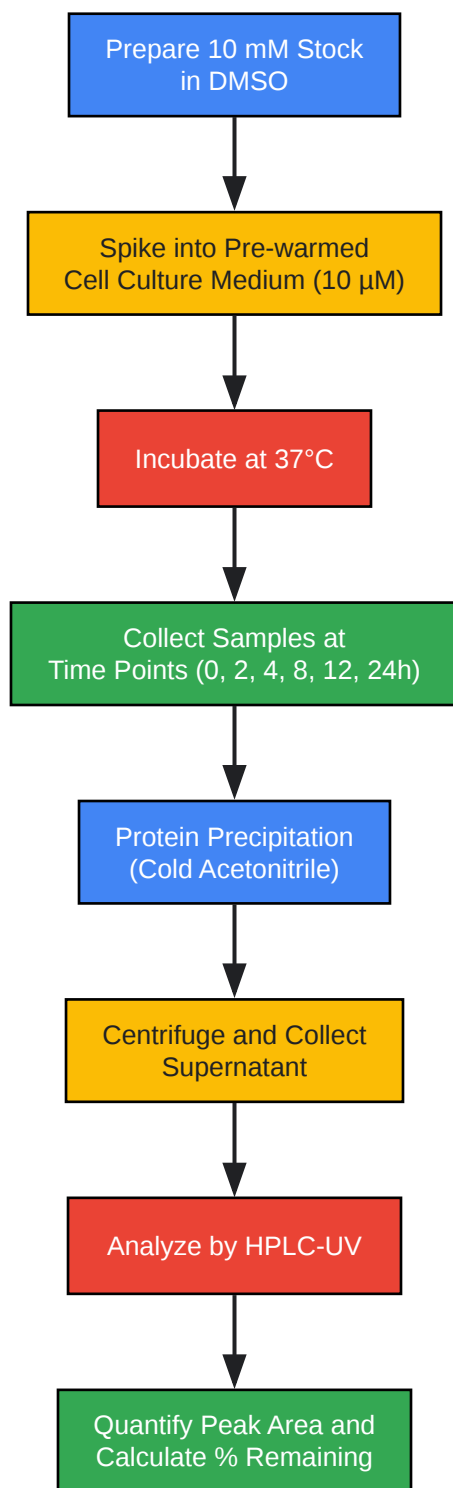 Prepare 10 mM Stock
in DMSO
Spike into Pre-warmed
Cell Culture Medium (10 µM)
Incubate at 37°C
Collect Samples at
Time Points (0, 2, 4, 8, 12, 24h)
Protein Precipitation
(Cold Acetonitrile)
Centrifuge and Collect
Supernatant
Analyze by HPLC-UV
Quantify Peak Area and
Calculate % Remaining